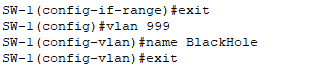 SW-1(config-if-range)#exit
SW-1(config)#vlan 999
SW-1(config-vlan)#name BlackHole
SW-1(config-vlan)#exit